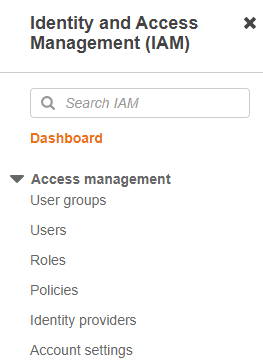 Identity and Access
Management (IAM)
Search IAM
Dashboard
Access management
User groups
Users
Roles
Policies
Identity providers
Account settings